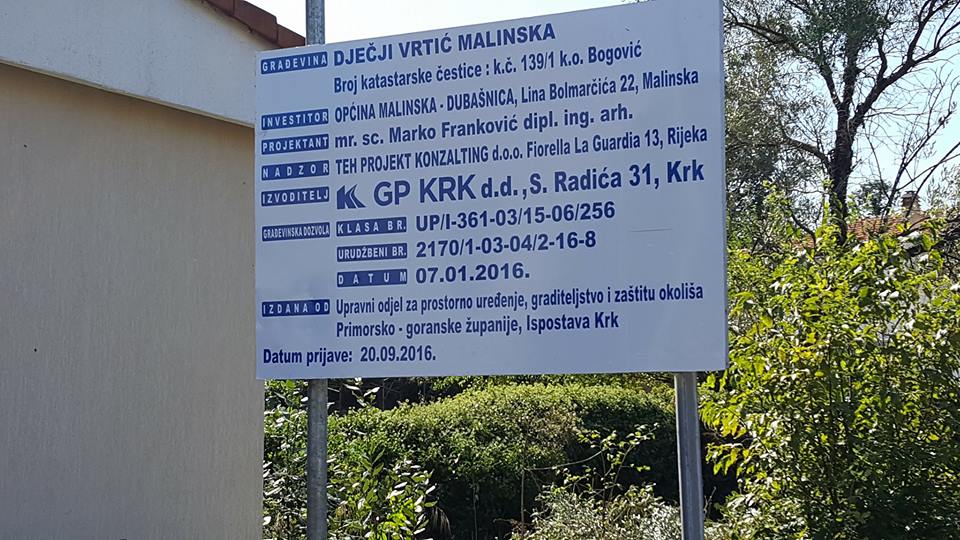 GRAĐEVINA DJEČJI VRTIĆ MALINSKA
Broj katastarske čestice : k.č. 139/1 k.o. Bogović
INVESTITOR OPĆINA MALINSKA - DUBAŠNICA, Lina Bolmarčića 22, Malinska
PROJEKTANT mr. sc. Marko Franković dipl. ing. arh.
NADZOR TEH PROJEKT KONZALTING d.o.o. Fiorella La Guardia 13, Rijeka
IZVODITELJ GP KRK d.d., S. Radića 31, Krk
GRAĐEVINSKA DOZVOLA KLASA BR. UP/I-361-03/15-06/256
URUDŽBENI BR. 2170/1-03-04/2-16-8
DATUM 07.01.2016.
IZDANA OD Upravni odjel za prostorno uređenje, graditeljstvo i zaštitu okoliša
Primorsko - goranske županije, Ispostava Krk
Datum prijave: 20.09.2016.